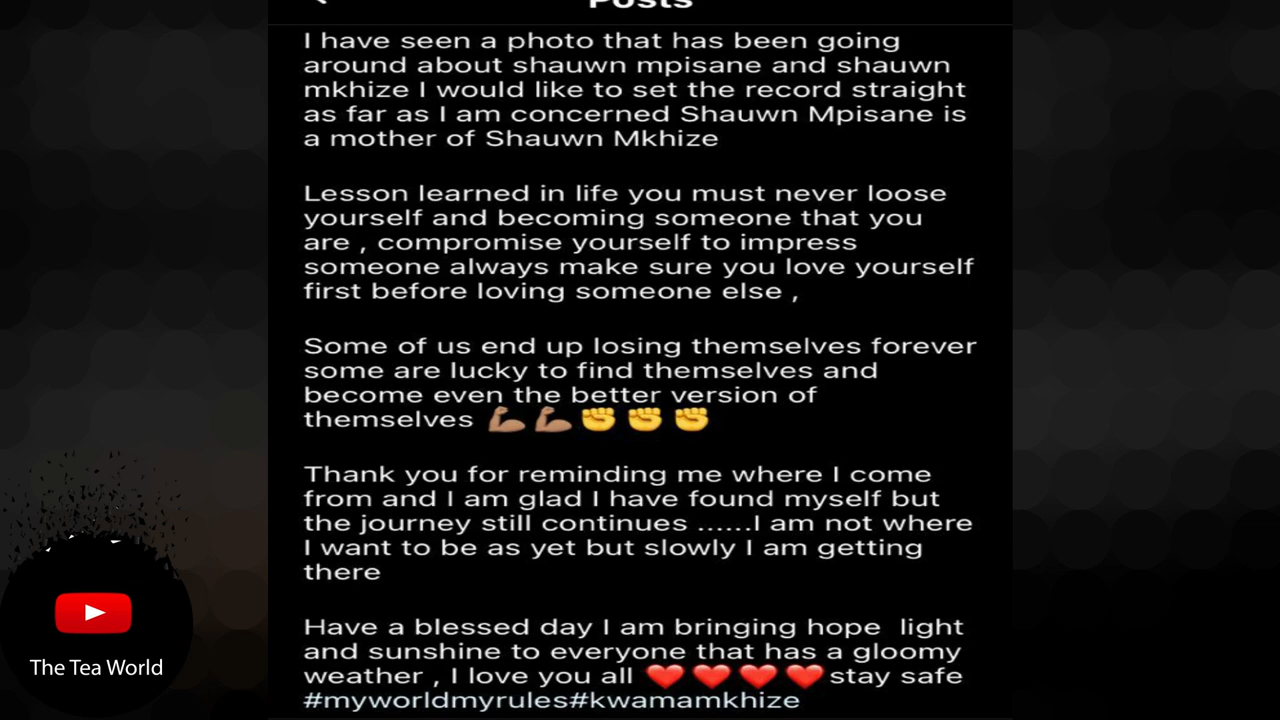 Posts
I have seen a photo that has been going
around about shauwn mpisane and shauwn
mkhize I would like to set the record straight
as far as I am concerned Shauwn Mpisane is
a mother of Shauwn Mkhize
Lesson learned in life you must never loose
yourself and becoming someone that you
are , compromise yourself to impress
someone always make sure you love yourself
first before loving someone else ,
Some of us end up losing themselves forever
some are lucky to find themselves and
become even the better version of
themselves 💪🏽💪🏽✊✊✊
Thank you for reminding me where I come
from and I am glad I have found myself but
the journey still continues ......I am not where
I want to be as yet but slowly I am getting
there
Have a blessed day I am bringing hope light
and sunshine to everyone that has a gloomy
weather , I love you all ❤️❤️❤️❤️stay safe
#myworldmyrules#kwamamkhize
The Tea World